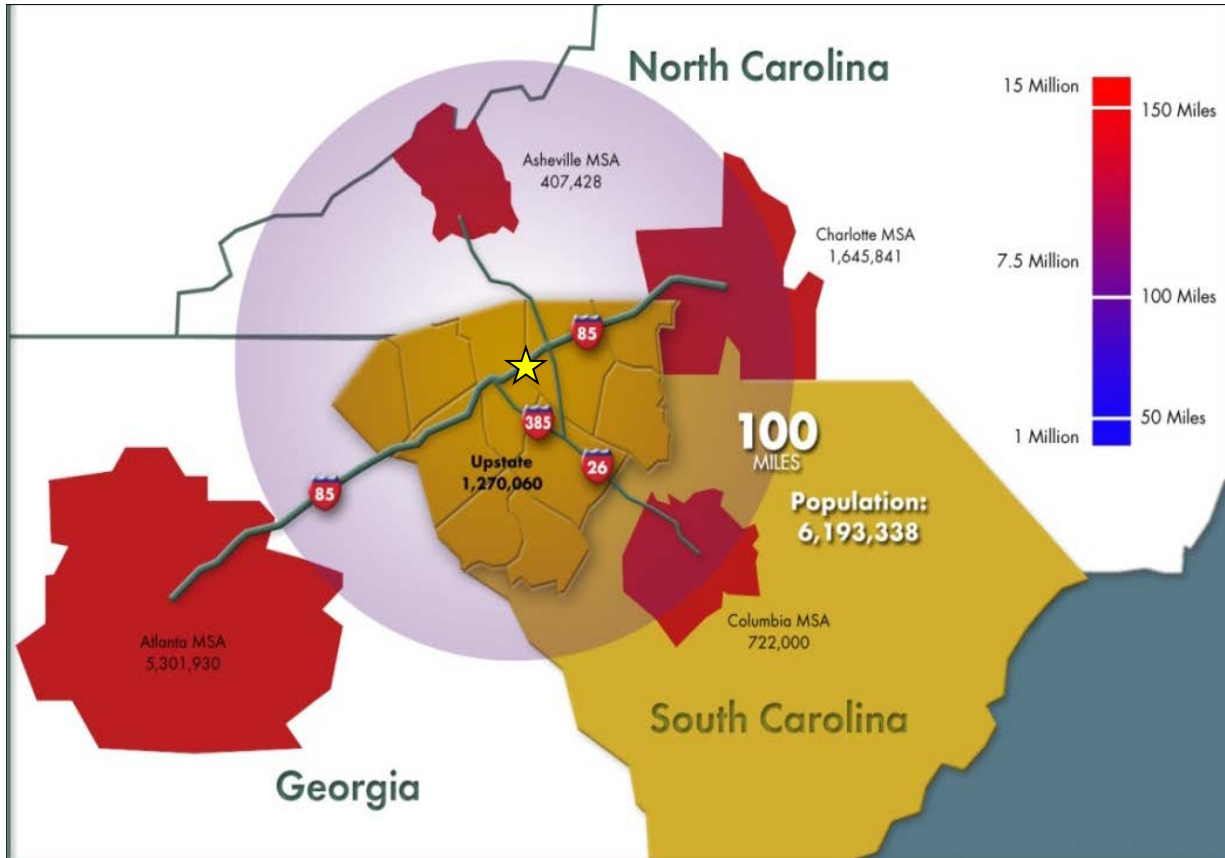 North Carolina
15 Million
150 Miles
Asheville MSA
407,428
Charlotte MSA
1,645,841
7.5 Million
100 Miles
85
385
100
MILES
50 Miles
1 Million
Upstate
1,270,060
26
85
Population:
6,193,338
Columbia MSA
722,000
Atlanta MSA
5,301,930
South Carolina
Georgia